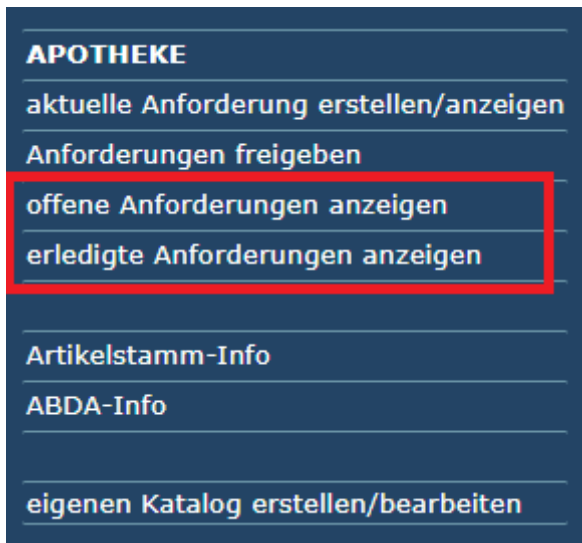 APOTHEKE
aktuelle Anforderung erstellen/anzeigen
Anforderungen freigeben
offene Anforderungen anzeigen
erledigte Anforderungen anzeigen
Artikelstamm-Info
ABDA-Info
eigenen Katalog erstellen/bearbeiten